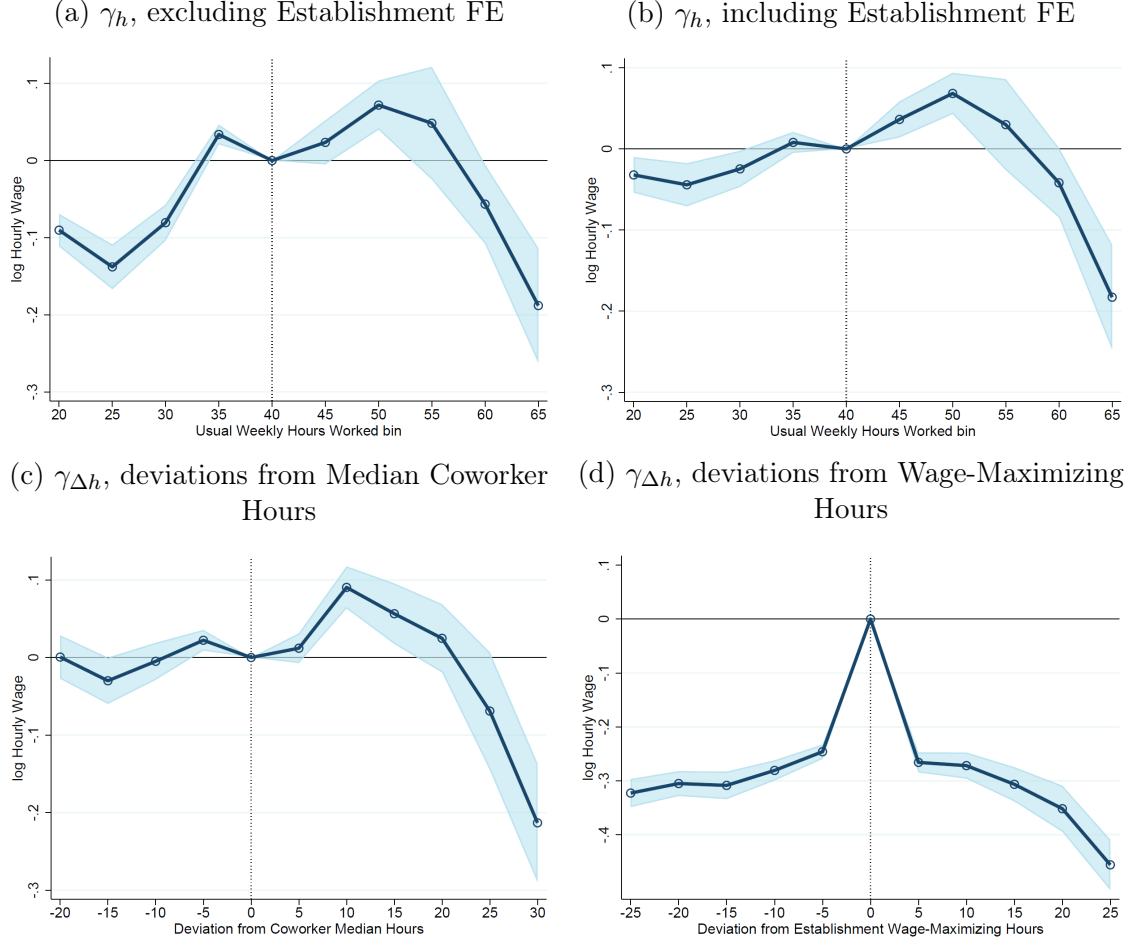 (a) γh, excluding Establishment FE
(b) γh, including Establishment FE
log Hourly Wage
.1
0
-.1
-.2
-.3
20 25 30 35 40 45 50 55 60 65
Usual Weekly Hours Worked bin
log Hourly Wage
.1
0
-.1
-.2
-.3
20 25 30 35 40 45 50 55 60 65
Usual Weekly Hours Worked bin
(c) γΔh, deviations from Median Coworker
Hours
(d) γΔh, deviations from Wage-Maximizing
Hours
log Hourly Wage
.1
0
-.1
-.2
-.3
-20 -15 -10 -5 0 5 10 15 20 25 30
Deviation from Coworker Median Hours
log Hourly Wage
.1
0
-.1
-.2
-.3
-.4
-25 -20 -15 -10 -5 0 5 10 15 20 25
Deviation from Establishment Wage-Maximizing Hours